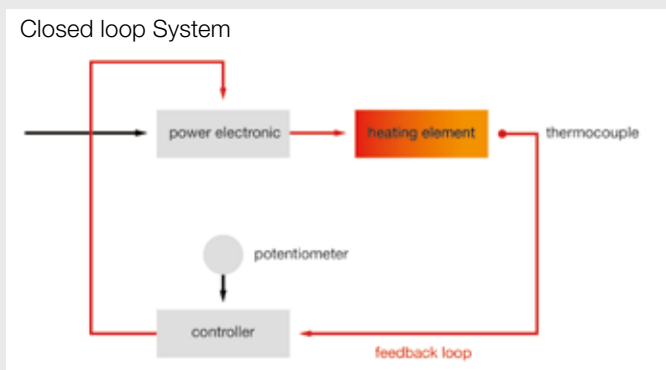 Closed loop System
power electronic
heating element
thermocouple
potentiometer
controller
feedback loop